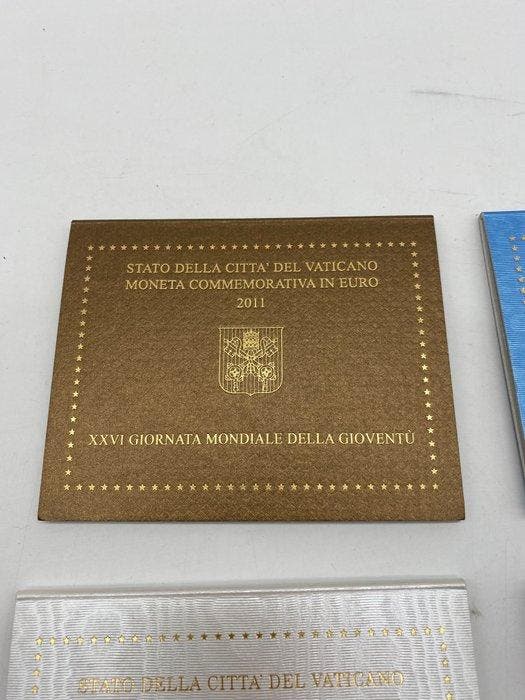 STATO DELLA CITTA' DEL VATICANO
MONETA COMMEMORATIVA IN EURO
2011
XXVI GIORNATA MONDIALE DELLA GIOVENTÙ
STATO DELLA CITTA' DEL VATICANO